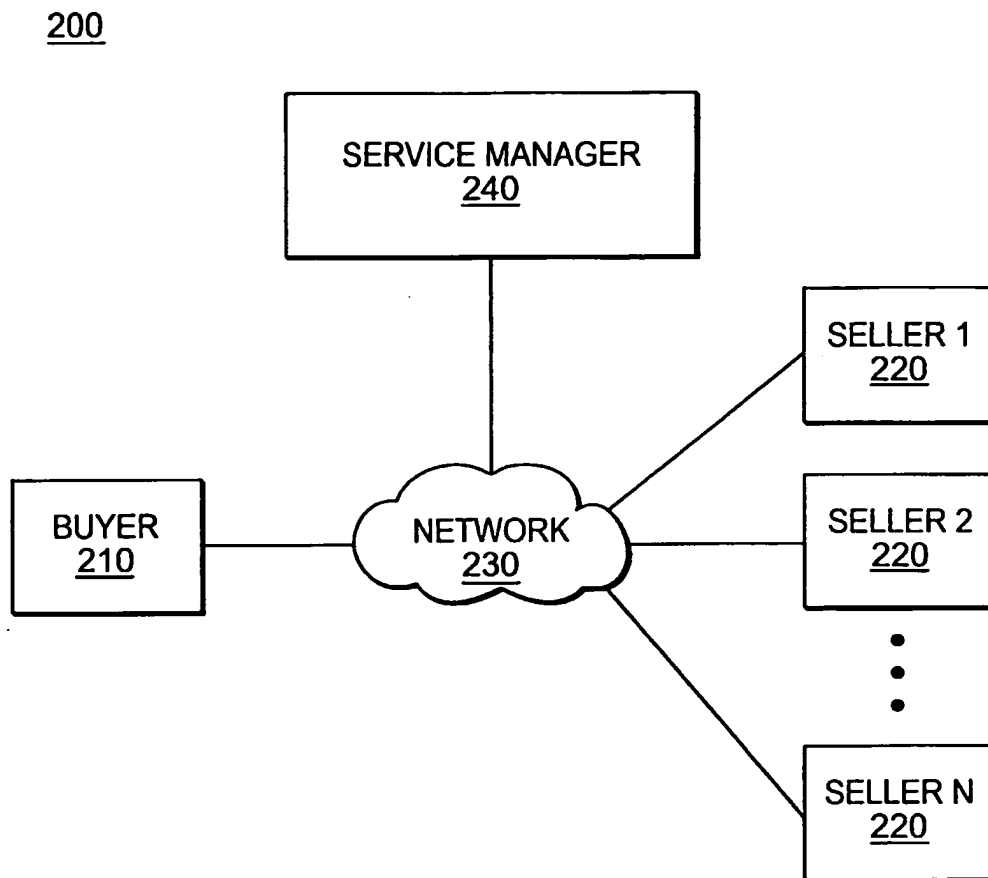 200
SERVICE MANAGER
240
SELLER 1
220
BUYER
210
NETWORK
230
SELLER 2
220
SELLER N
220